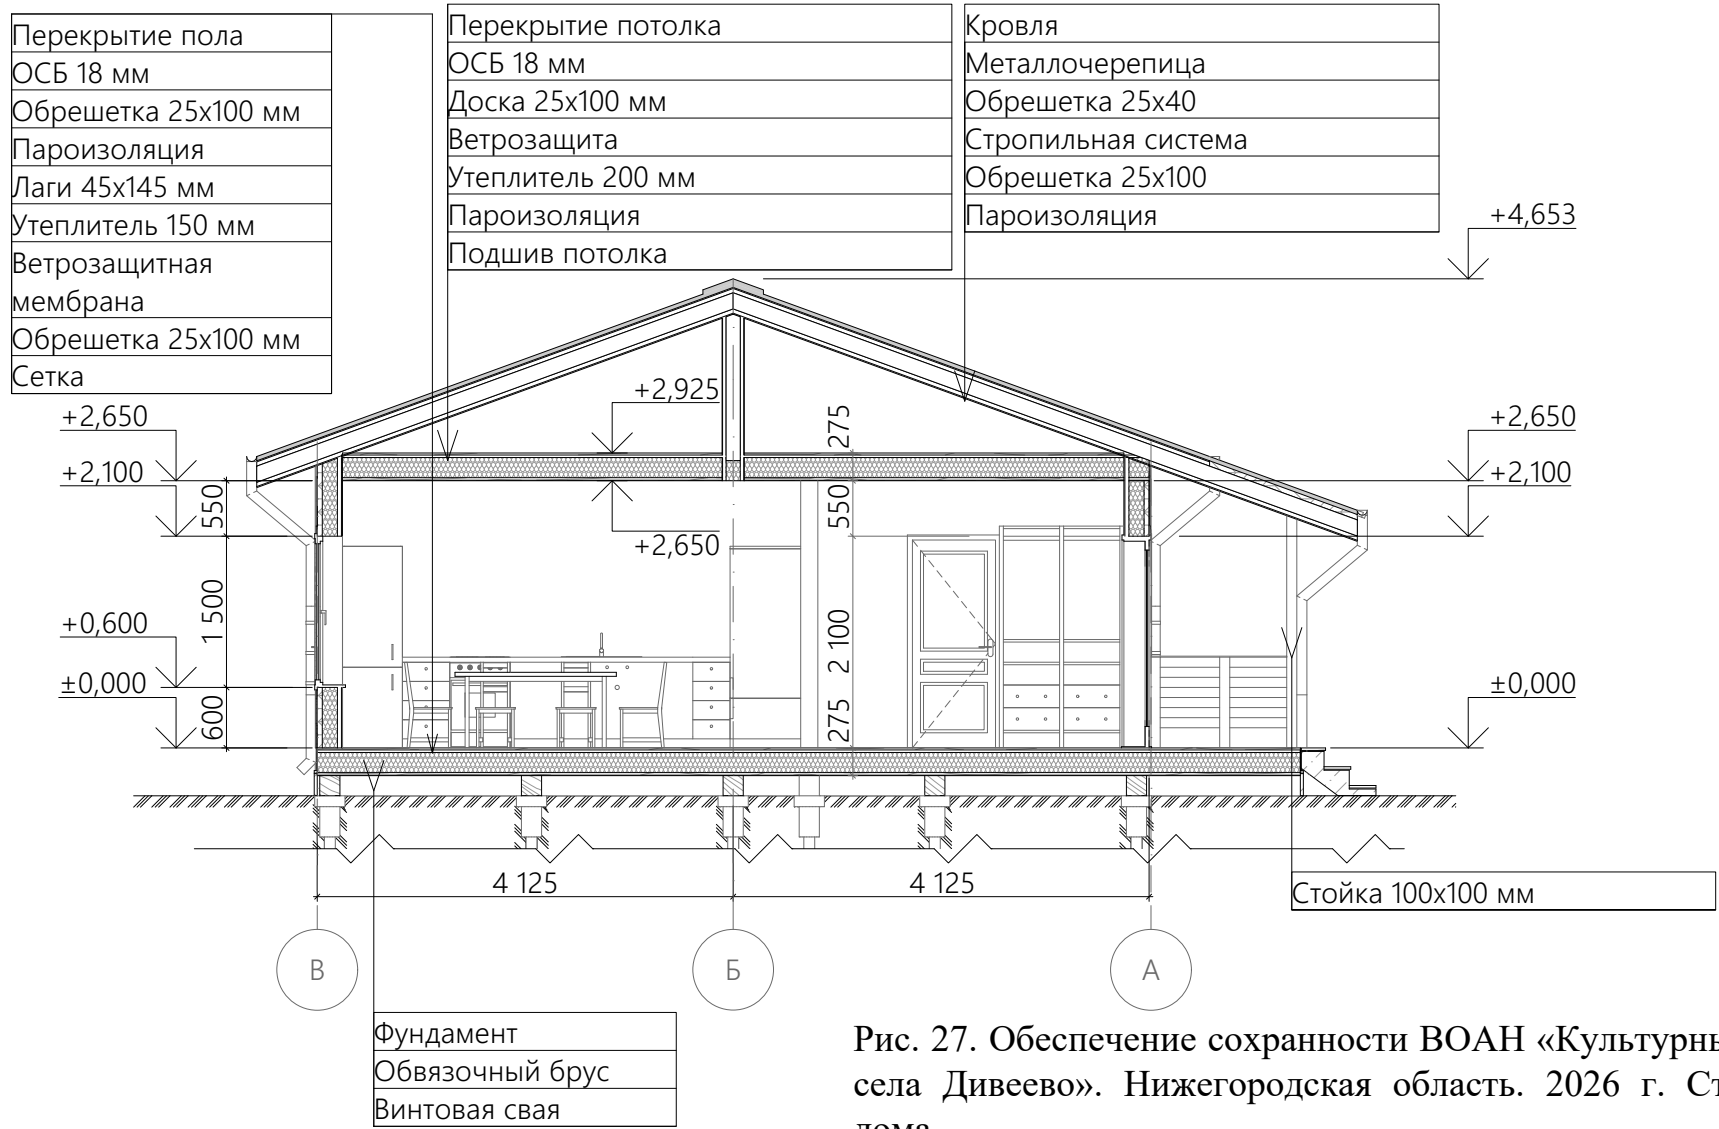 Перекрытие пола
ОСБ 18 мм
Обрешетка 25х100 мм
Пароизоляция
Лаги 45х145 мм
Утеплитель 150 мм
Ветрозащитная
мембрана
Обрешетка 25х100 мм
Сетка
Перекрытие потолка
ОСБ 18 мм
Доска 25х100 мм
Ветрозащита
Утеплитель 200 мм
Пароизоляция
Подшив потолка
Кровля
Металлочерепица
Обрешетка 25х40
Стропильная система
Обрешетка 25х100
Пароизоляция
+4,653
+2,650
+2,100
+0,600
±0,000
550
1 500
600
+2,925
+2,650
275
550
2 100
275
+2,650
+2,100
±0,000
4 125
4 125
Стойка 100х100 мм
В
Б
А
Фундамент
Обвязочный брус
Винтовая свая
Рис. 27. Обеспечение сохранности ВОАН «Культурны
села Дивеево». Нижегородская область. 2026 г. Ст